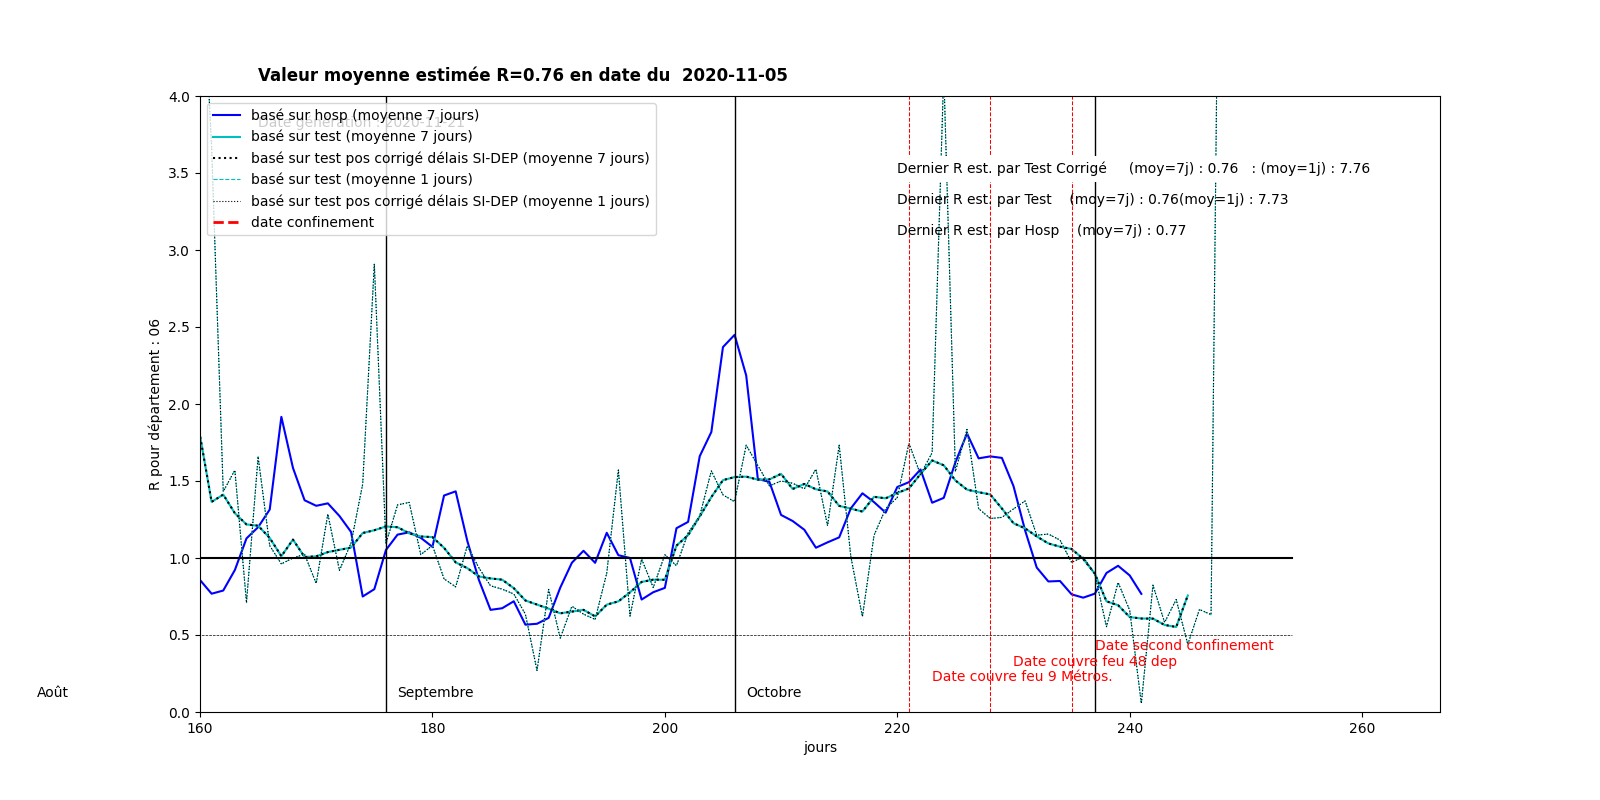 Valeur moyenne estimée R=0.76 en date du  2020-11-05
Date génération : 2020-11-21
basé sur hosp (moyenne 7 jours)
basé sur test (moyenne 7 jours)
basé sur test pos corrigé délais SI-DEP (moyenne 7 jours)
basé sur test (moyenne 1 jours)
basé sur test pos corrigé délais SI-DEP (moyenne 1 jours)
date confinement
Dernier R est. par Test Corrigé     (moy=7j) : 0.76   : (moy=1j) : 7.76
Dernier R est. par Test    (moy=7j) : 0.76(moy=1j) : 7.73
Dernier R est. par Hosp    (moy=7j) : 0.77
R pour département : 06
4.0
3.5
3.0
2.5
2.0
1.5
1.0
0.5
0.0
Date second confinement
Date couvre feu 48 dep
Date couvre feu 9 Métros.
Août
Septembre
Octobre
160
180
200
220
240
260
jours